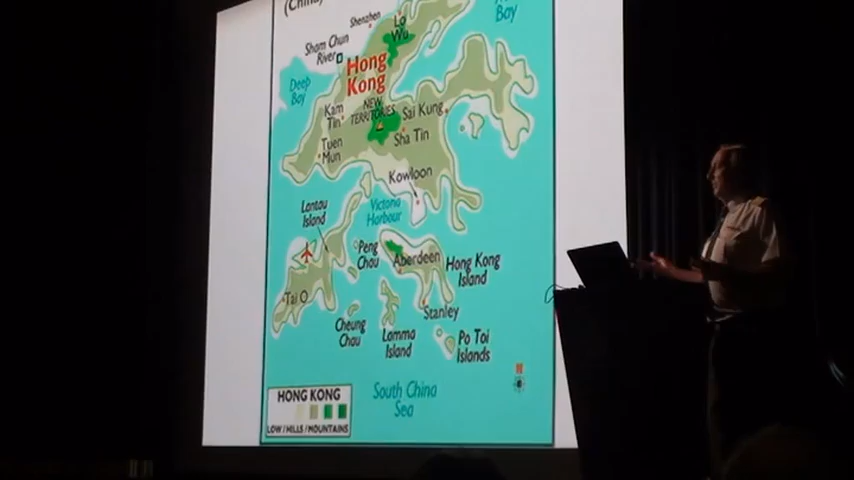 (China)
Bay
Shenzhen
Lo
Wu
Sham Chun
River
Deep
Bay
Hong
Kong
NEW
TERRITORIES
Kam
Tin
Sai Kung
Sha Tin
Tuen
Mun
Kowloon
Lantau
Island
Victoria
Harbour
Peng
Chau
Aberdeen
Hong Kong
Island
Tai O
Stanley
Cheung
Chau
Lamma
Island
Po Toi
Islands
South China
Sea
HONG KONG
LOW / HILLS / MOUNTAINS